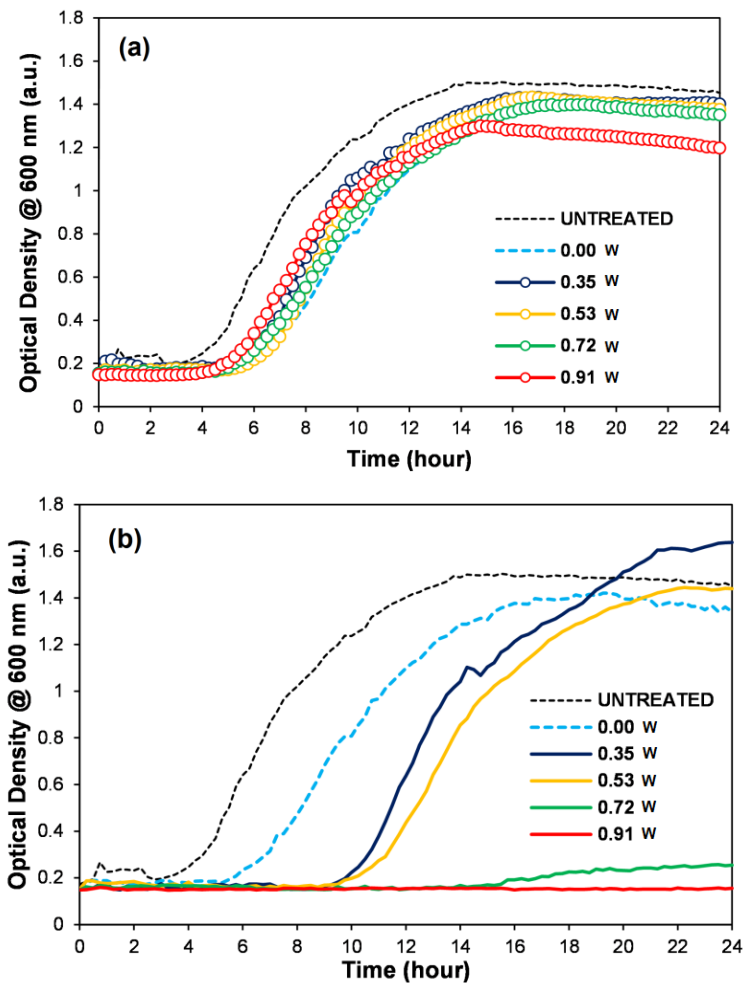 (a)
Optical Density @ 600 nm (a.u.)
1.8
1.6
1.4
1.2
1
0.8
0.6
0.4
0.2
0
UNTREATED
0.00 W
0.35 W
0.53 W
0.72 W
0.91 W
0 2 4 6 8 10 12 14 16 18 20 22 24
Time (hour)
(b)
Optical Density @ 600 nm (a.u.)
1.8
1.6
1.4
1.2
1
0.8
0.6
0.4
0.2
0
UNTREATED
0.00 W
0.35 W
0.53 W
0.72 W
0.91 W
0 2 4 6 8 10 12 14 16 18 20 22 24
Time (hour)